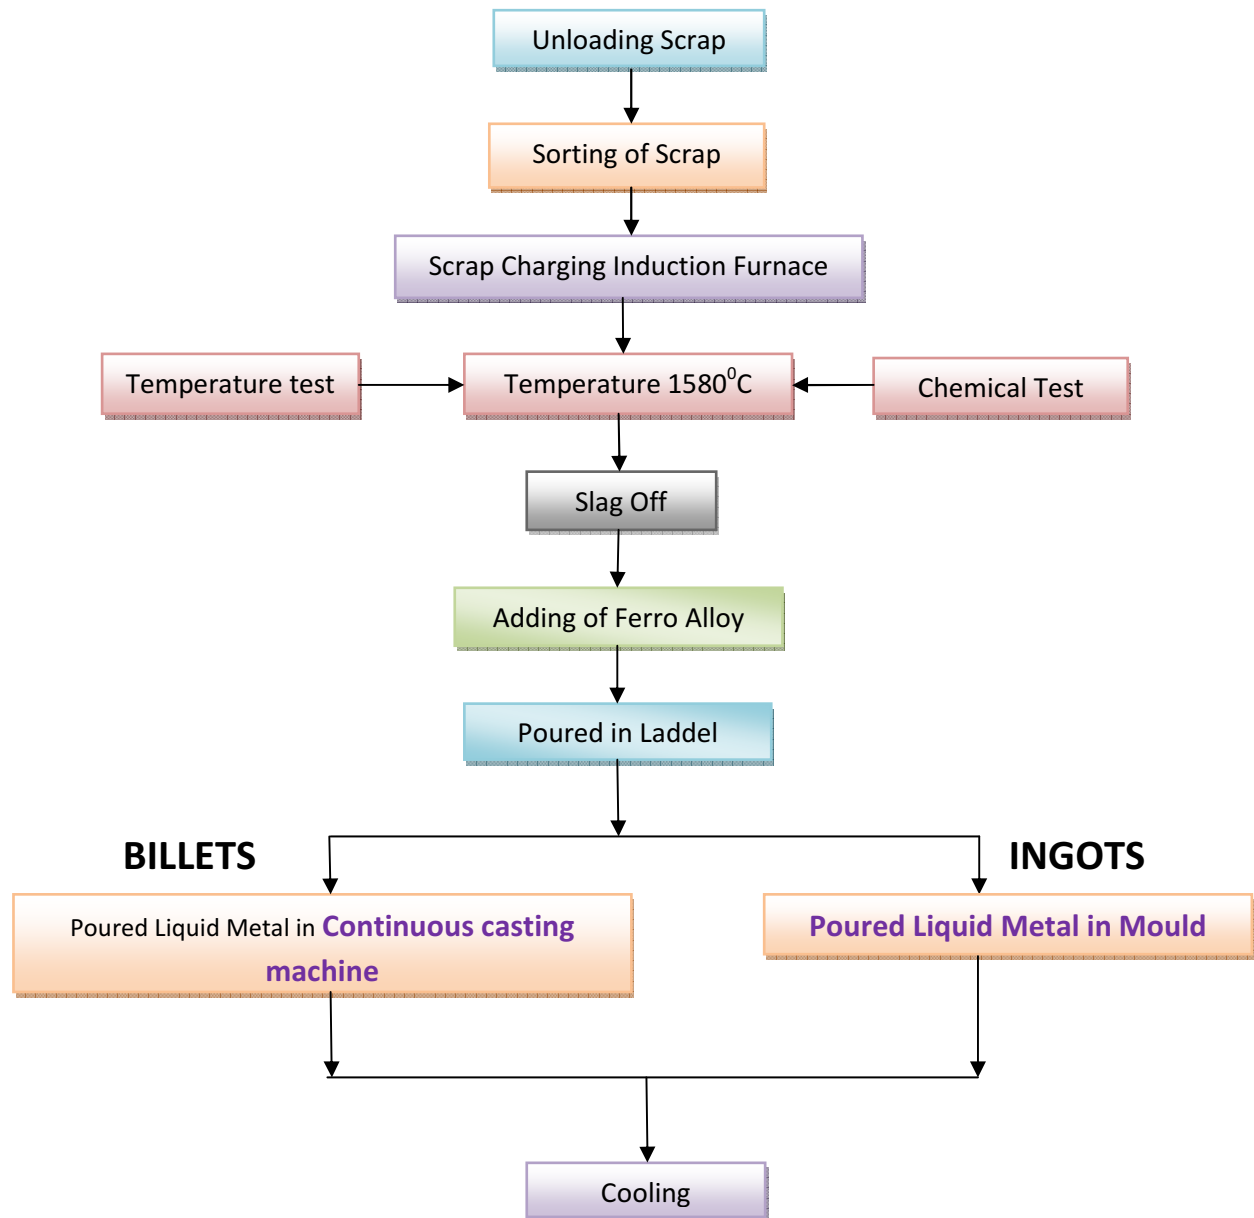 Unloading Scrap
Sorting of Scrap
Scrap Charging Induction Furnace
Temperature test
Temperature 1580⁰C
Chemical Test
Slag Off
Adding of Ferro Alloy
Poured in Laddel
BILLETS
INGOTS
Poured Liquid Metal in Continuous casting
machine
Poured Liquid Metal in Mould
Cooling